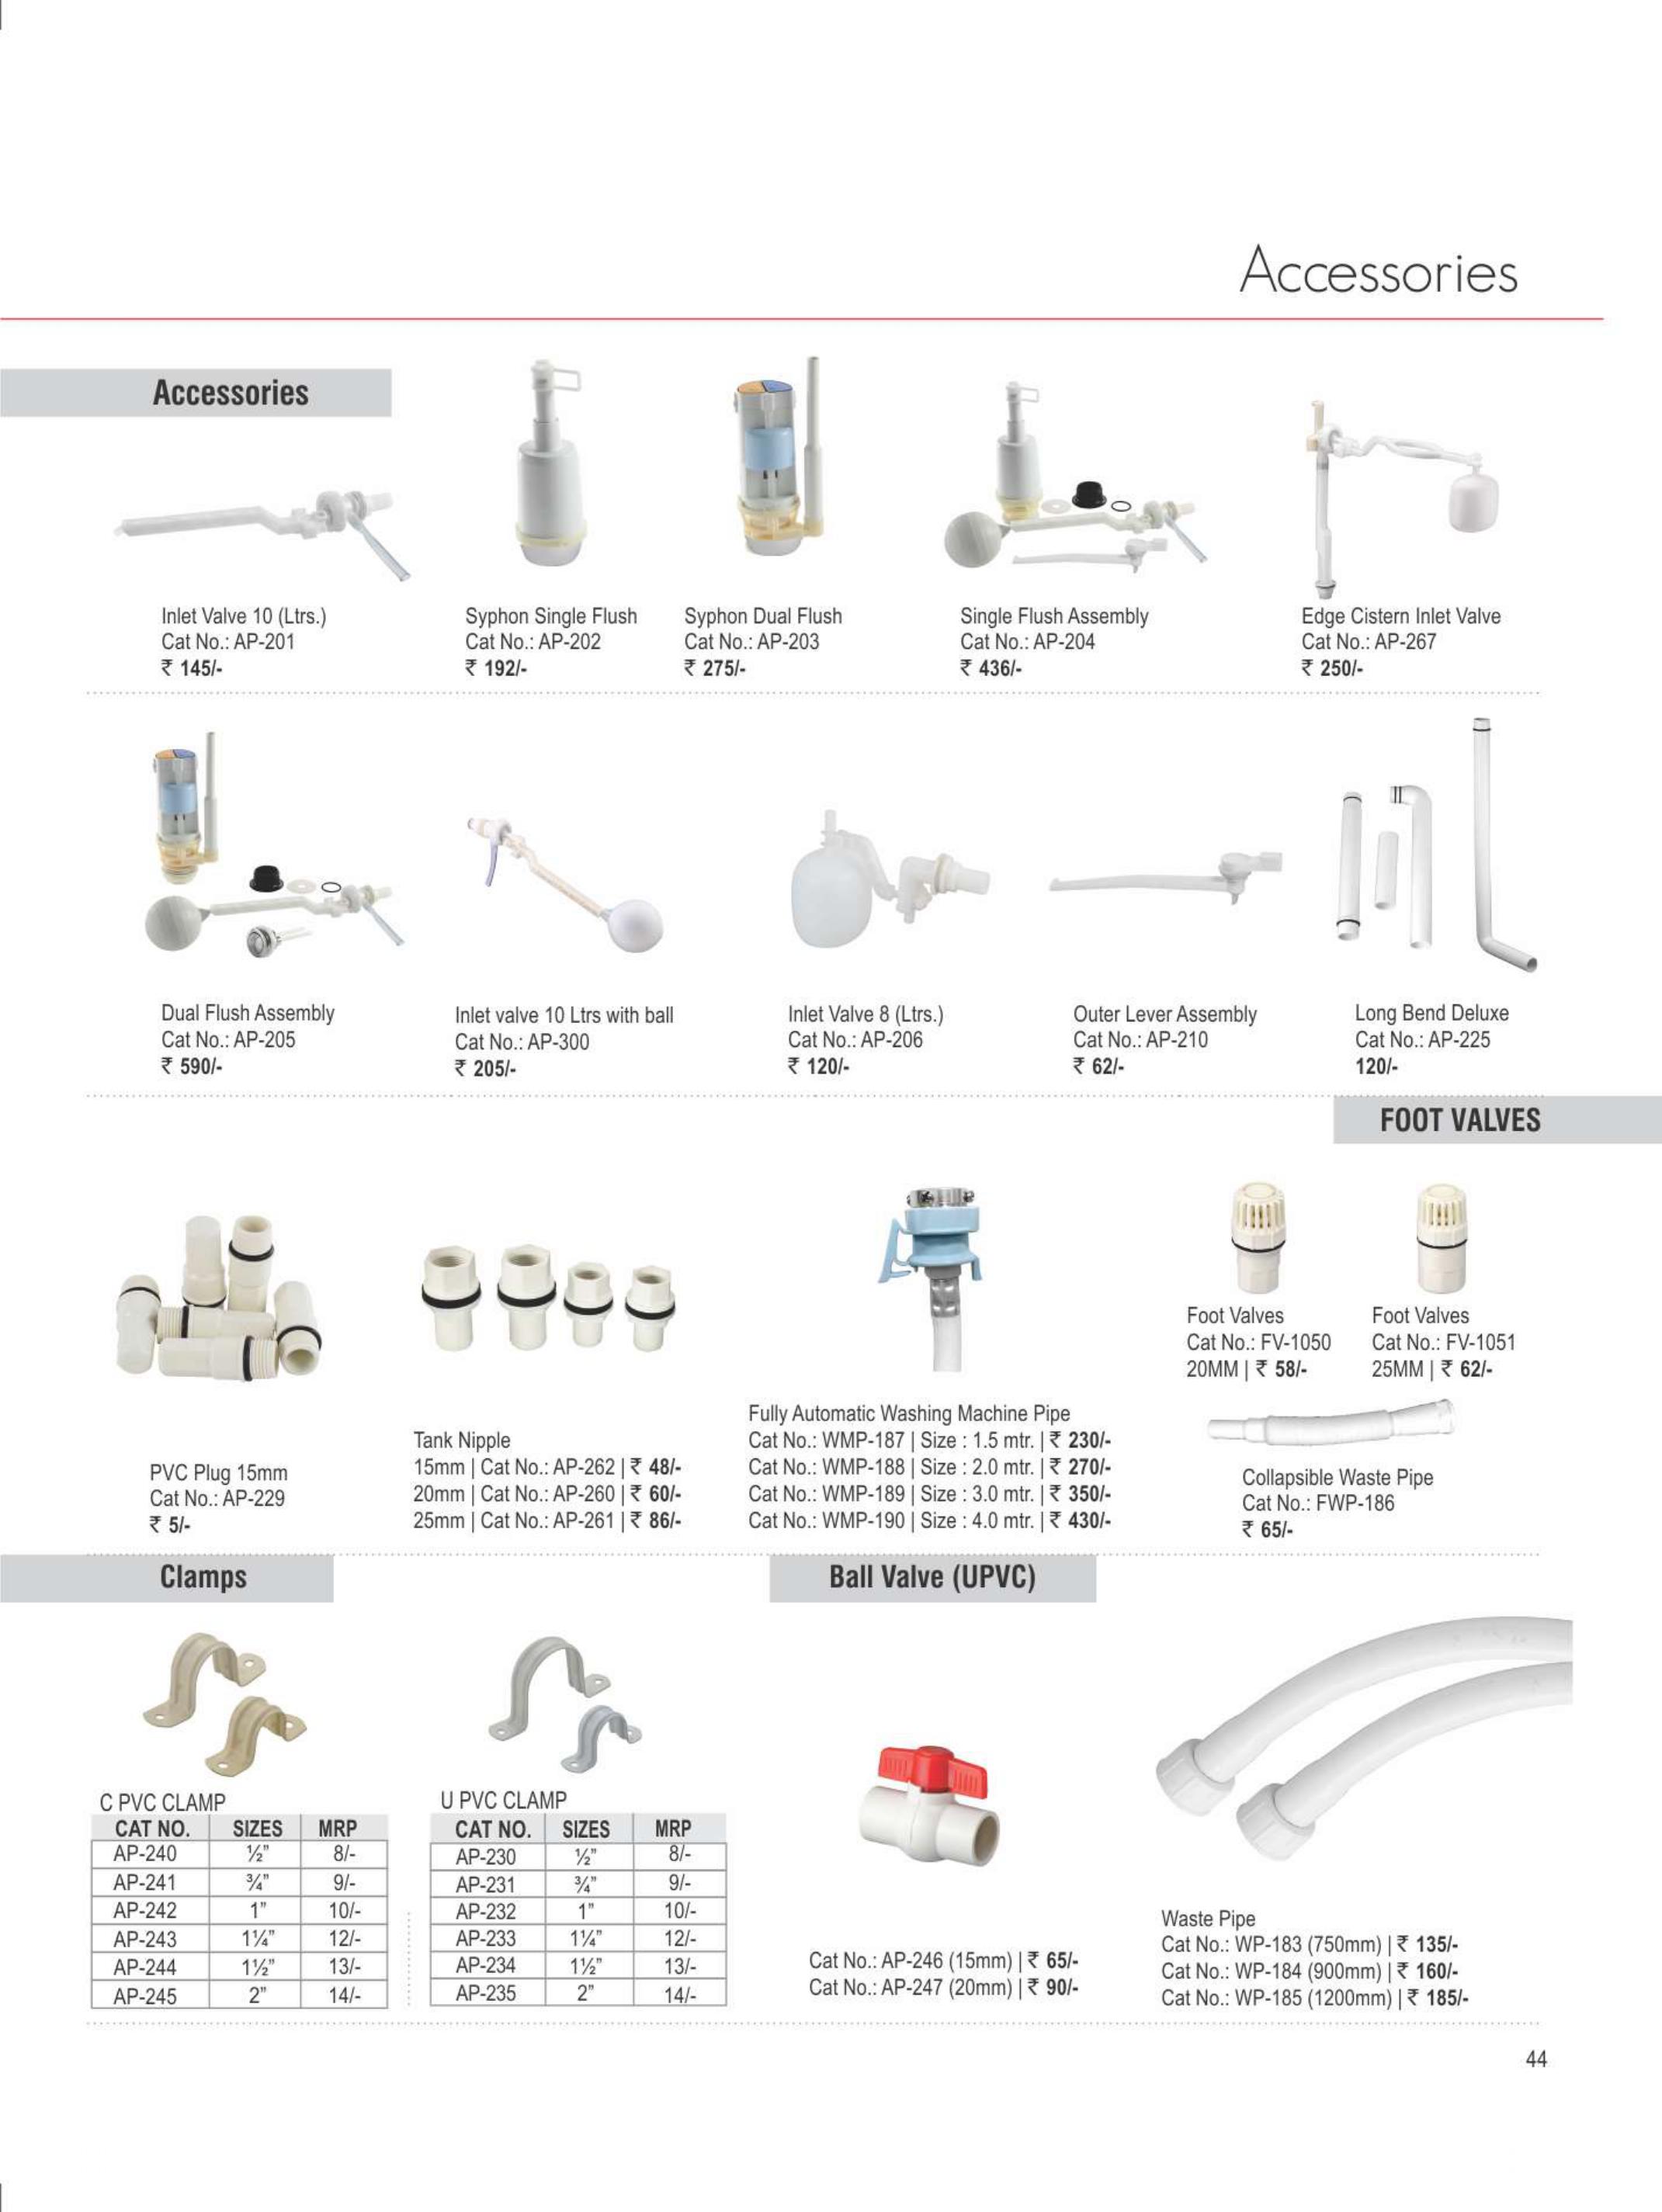 Accessories
Accessories
Inlet Valve 10 (Ltrs.)
Cat No.: AP-201
₹ 145/-
Syphon Single Flush
Cat No.: AP-202
₹ 192/-
Syphon Dual Flush
Cat No.: AP-203
₹ 275/-
Single Flush Assembly
Cat No.: AP-204
₹ 436/-
Edge Cistern Inlet Valve
Cat No.: AP-267
₹ 250/-
Dual Flush Assembly
Cat No.: AP-205
₹ 590/-
Inlet valve 10 Ltrs with ball
Cat No.: AP-300
₹ 205/-
Inlet Valve 8 (Ltrs.)
Cat No.: AP-206
₹ 120/-
Outer Lever Assembly
Cat No.: AP-210
₹ 62/-
Long Bend Deluxe
Cat No.: AP-225
120/-
FOOT VALVES
PVC Plug 15mm
Cat No.: AP-229
₹ 5/-
Tank Nipple
15mm | Cat No.: AP-262 | ₹ 48/-
20mm | Cat No.: AP-260 | ₹ 60/-
25mm | Cat No.: AP-261 | ₹ 86/-
Fully Automatic Washing Machine Pipe
Cat No.: WMP-187 | Size : 1.5 mtr. | ₹ 230/-
Cat No.: WMP-188 | Size : 2.0 mtr. | ₹ 270/-
Cat No.: WMP-189 | Size : 3.0 mtr. | ₹ 350/-
Cat No.: WMP-190 | Size : 4.0 mtr. | ₹ 430/-
Foot Valves
Cat No.: FV-1050
20MM | ₹ 58/-
Foot Valves
Cat No.: FV-1051
25MM | ₹ 62/-
Collapsible Waste Pipe
Cat No.: FWP-186
₹ 65/-
Clamps
C PVC CLAMP
CAT NO. SIZES MRP
AP-240 ½” 8/-
AP-241 ¾” 9/-
AP-242 1” 10/-
AP-243 1¼” 12/-
AP-244 1½” 13/-
AP-245 2” 14/-
U PVC CLAMP
CAT NO. SIZES MRP
AP-230 ½” 8/-
AP-231 ¾” 9/-
AP-232 1” 10/-
AP-233 1¼” 12/-
AP-234 1½” 13/-
AP-235 2” 14/-
Ball Valve (UPVC)
Cat No.: AP-246 (15mm) | ₹ 65/-
Cat No.: AP-247 (20mm) | ₹ 90/-
Waste Pipe
Cat No.: WP-183 (750mm) | ₹ 135/-
Cat No.: WP-184 (900mm) | ₹ 160/-
Cat No.: WP-185 (1200mm) | ₹ 185/-
44